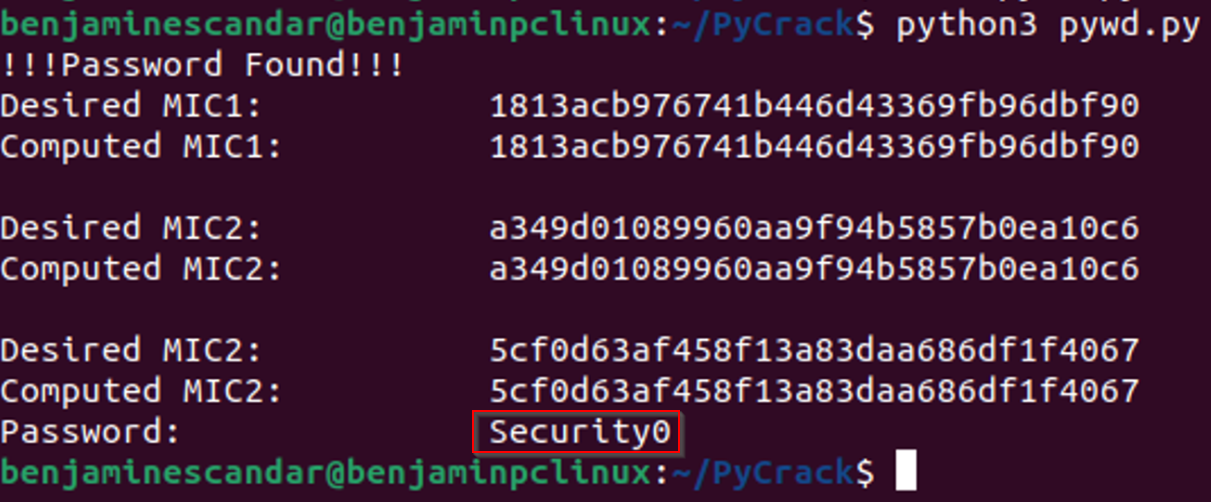 benjaminescandar@benjaminpclinux:~/PyCrack$ python3 pywd.py
!!!Password Found!!!
Desired MIC1: 1813acb976741b446d43369fb96dbf90
Computed MIC1: 1813acb976741b446d43369fb96dbf90
Desired MIC2: a349d01089960aa9f94b5857b0ea10c6
Computed MIC2: a349d01089960aa9f94b5857b0ea10c6
Desired MIC2: 5cf0d63af458f13a83daa686df1f4067
Computed MIC2: 5cf0d63af458f13a83daa686df1f4067
Password: Security0
benjaminescandar@benjaminpclinux:~/PyCrack$